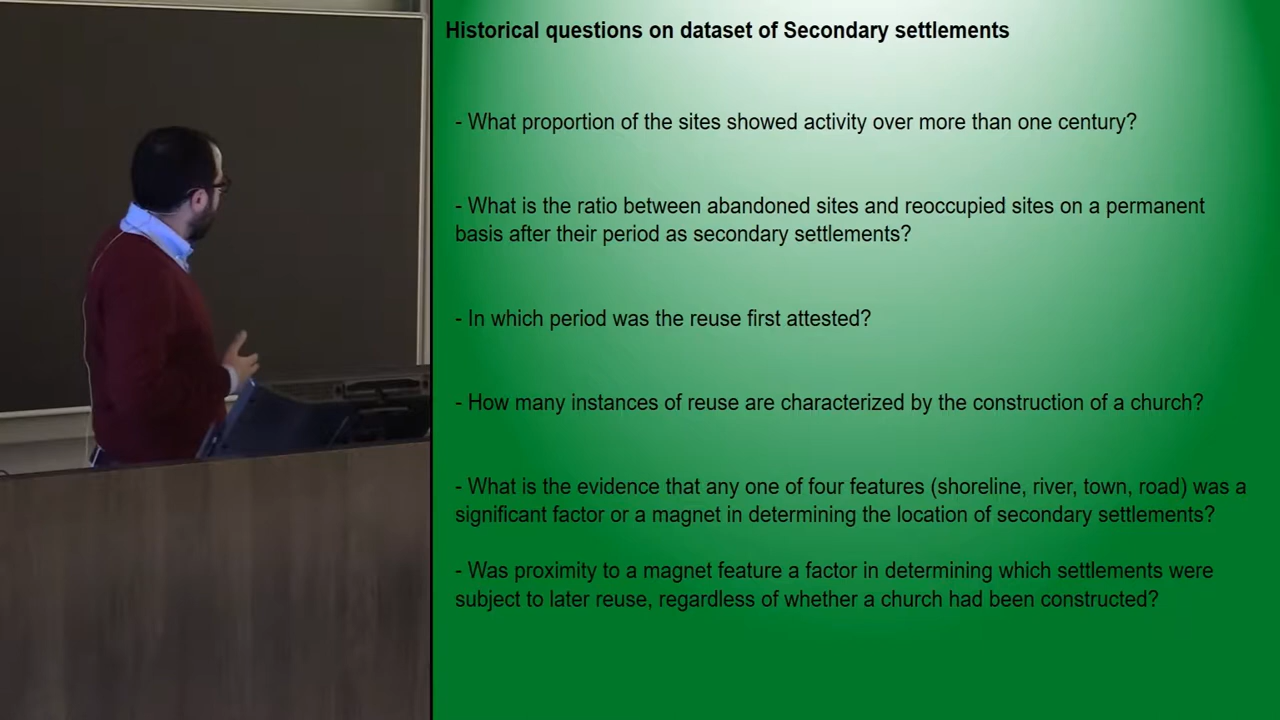 Historical questions on dataset of Secondary settlements
- What proportion of the sites showed activity over more than one century?
- What is the ratio between abandoned sites and reoccupied sites on a permanent
basis after their period as secondary settlements?
- In which period was the reuse first attested?
- How many instances of reuse are characterized by the construction of a church?
- What is the evidence that any one of four features (shoreline, river, town, road) was a
significant factor or a magnet in determining the location of secondary settlements?
- Was proximity to a magnet feature a factor in determining which settlements were
subject to later reuse, regardless of whether a church had been constructed?